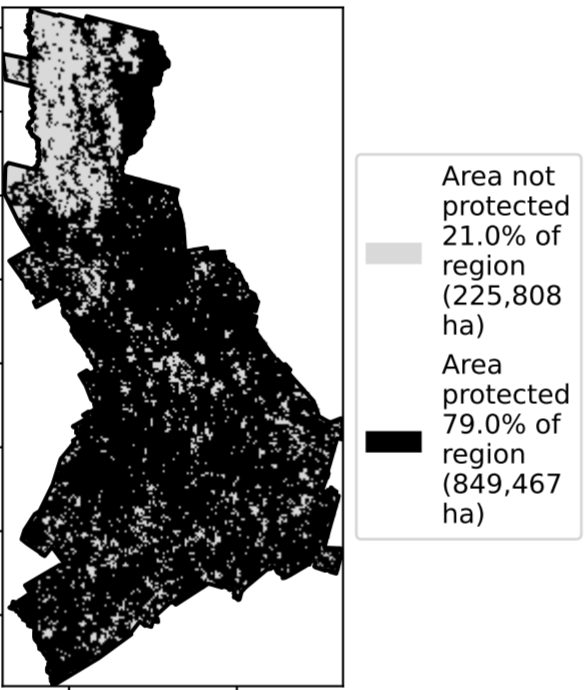 Area not
protected
21.0% of
region
(225,808
ha)
Area
protected
79.0% of
region
(849,467
ha)